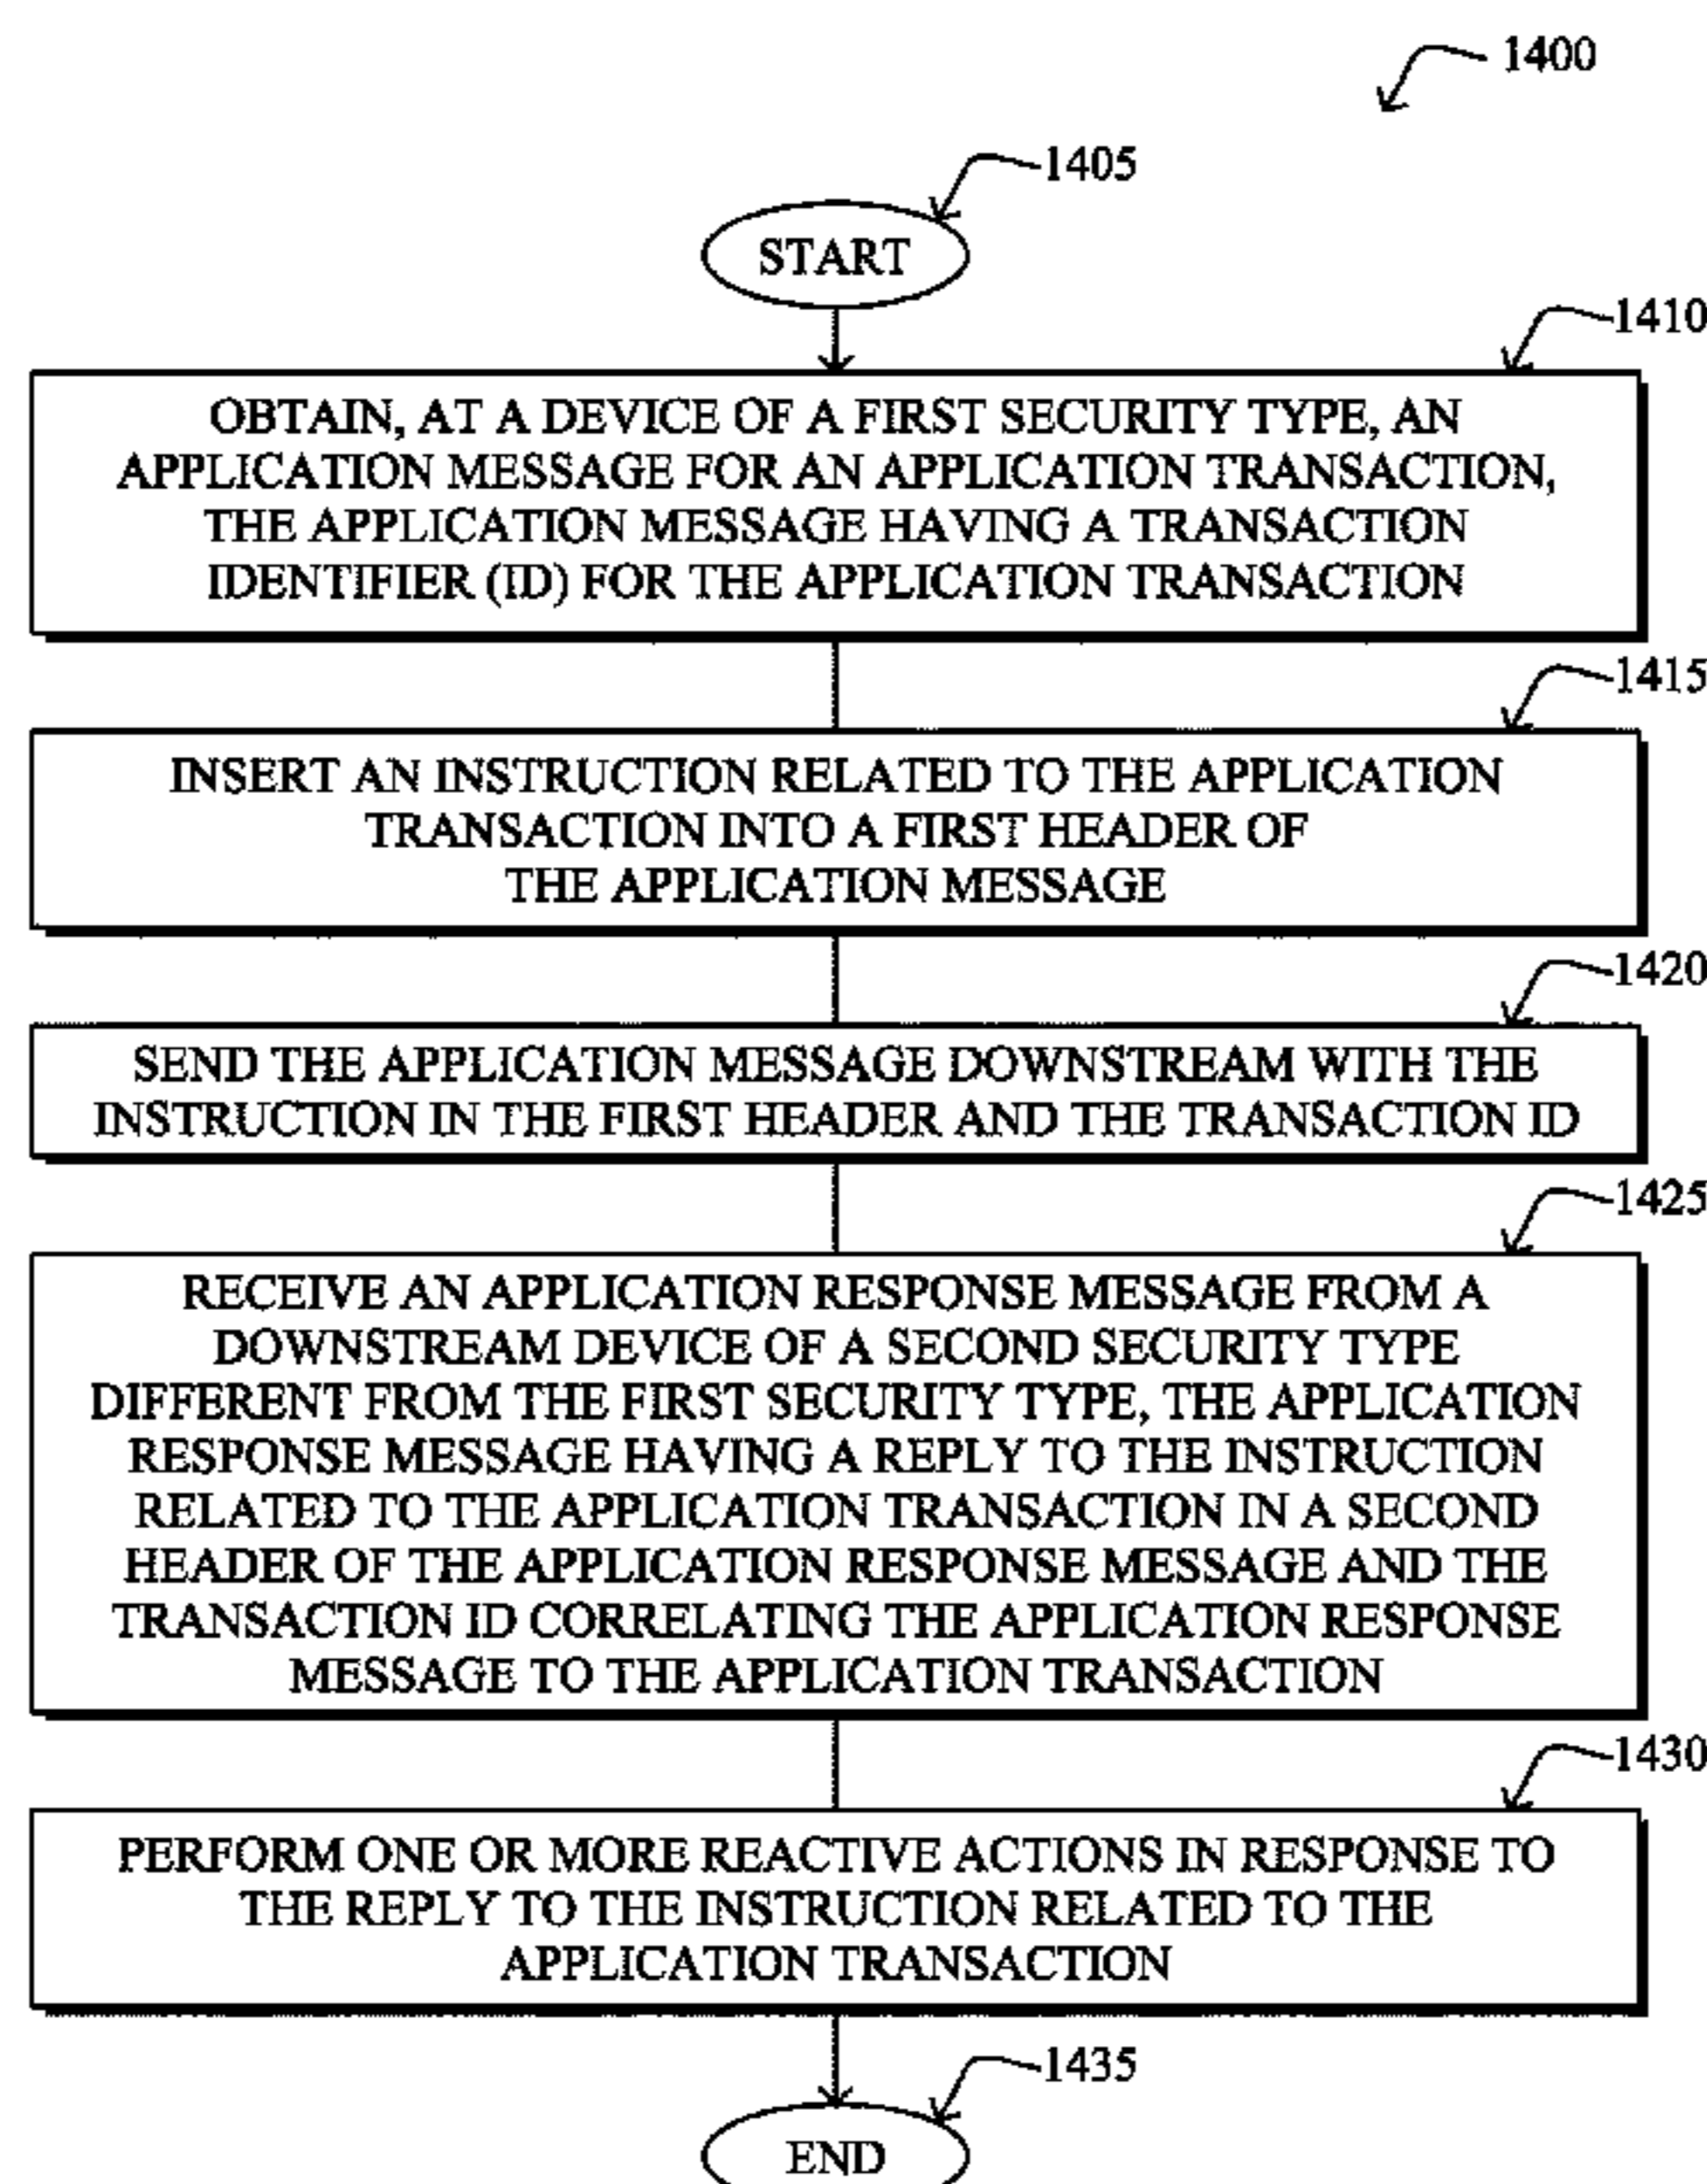 1400
1405
START
1410
OBTAIN, AT A DEVICE OF A FIRST SECURITY TYPE, AN
APPLICATION MESSAGE FOR AN APPLICATION TRANSACTION,
THE APPLICATION MESSAGE HAVING A TRANSACTION
IDENTIFIER (ID) FOR THE APPLICATION TRANSACTION
1415
INSERT AN INSTRUCTION RELATED TO THE APPLICATION
TRANSACTION INTO A FIRST HEADER OF
THE APPLICATION MESSAGE
1420
SEND THE APPLICATION MESSAGE DOWNSTREAM WITH THE
INSTRUCTION IN THE FIRST HEADER AND THE TRANSACTION ID
1425
RECEIVE AN APPLICATION RESPONSE MESSAGE FROM A
DOWNSTREAM DEVICE OF A SECOND SECURITY TYPE
DIFFERENT FROM THE FIRST SECURITY TYPE, THE APPLICATION
RESPONSE MESSAGE HAVING A REPLY TO THE INSTRUCTION
RELATED TO THE APPLICATION TRANSACTION IN A SECOND
HEADER OF THE APPLICATION RESPONSE MESSAGE AND THE
TRANSACTION ID CORRELATING THE APPLICATION RESPONSE
MESSAGE TO THE APPLICATION TRANSACTION
1430
PERFORM ONE OR MORE REACTIVE ACTIONS IN RESPONSE TO
THE REPLY TO THE INSTRUCTION RELATED TO THE
APPLICATION TRANSACTION
1435
END